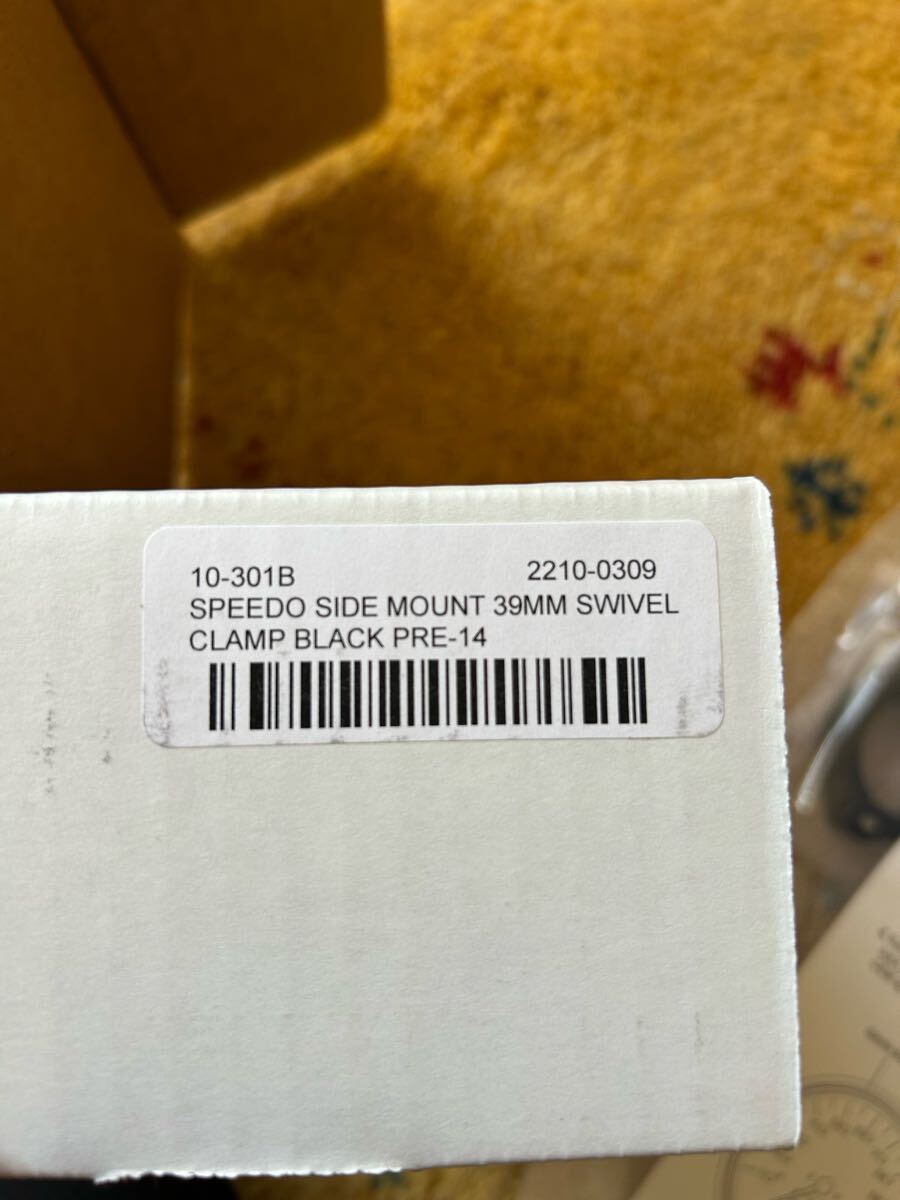 10-301B 2210-0309
SPEEDO SIDE MOUNT 39MM SWIVEL
CLAMP BLACK PRE-14